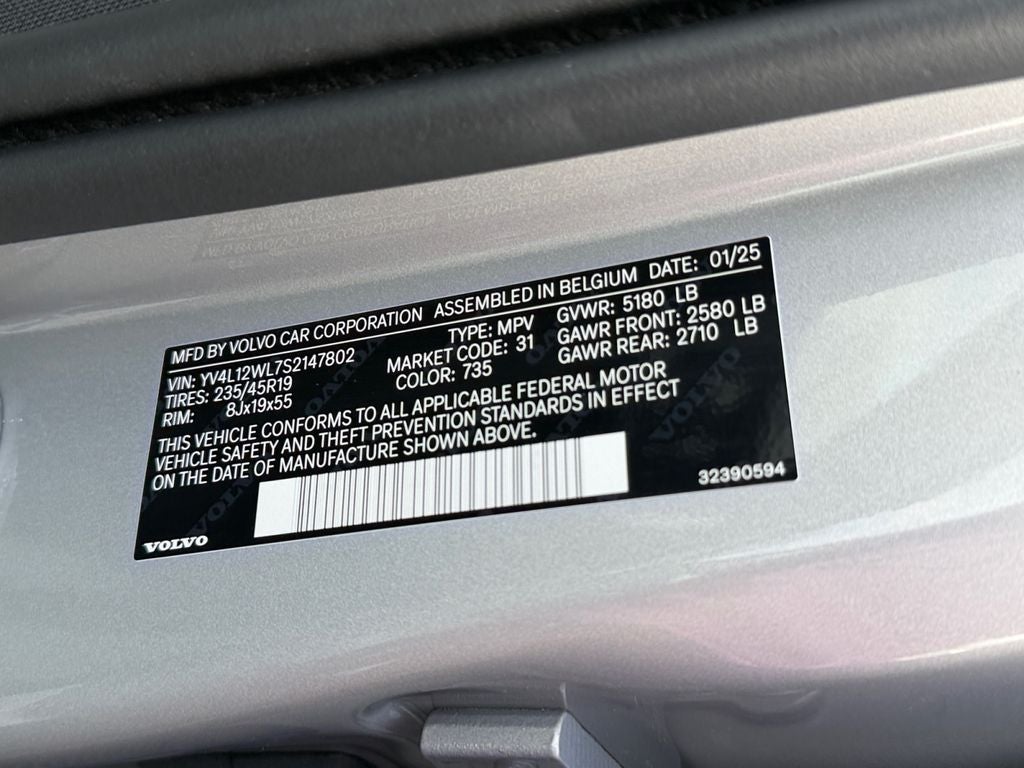 MFD BY VOLVO CAR CORPORATION ASSEMBLED IN BELGIUM DATE: 01/25
VIN: YV4L12WL7S2147802 TYPE: MPV GVWR: 5180 LB
TIRES: 235/45R19 MARKET CODE: 31 GAWR FRONT: 2580 LB
RIM: 8Jx19x55 COLOR: 735 GAWR REAR: 2710 LB
THIS VEHICLE CONFORMS TO ALL APPLICABLE FEDERAL MOTOR
VEHICLE SAFETY AND THEFT PREVENTION STANDARDS IN EFFECT
ON THE DATE OF MANUFACTURE SHOWN ABOVE.
32390594
VOLVO